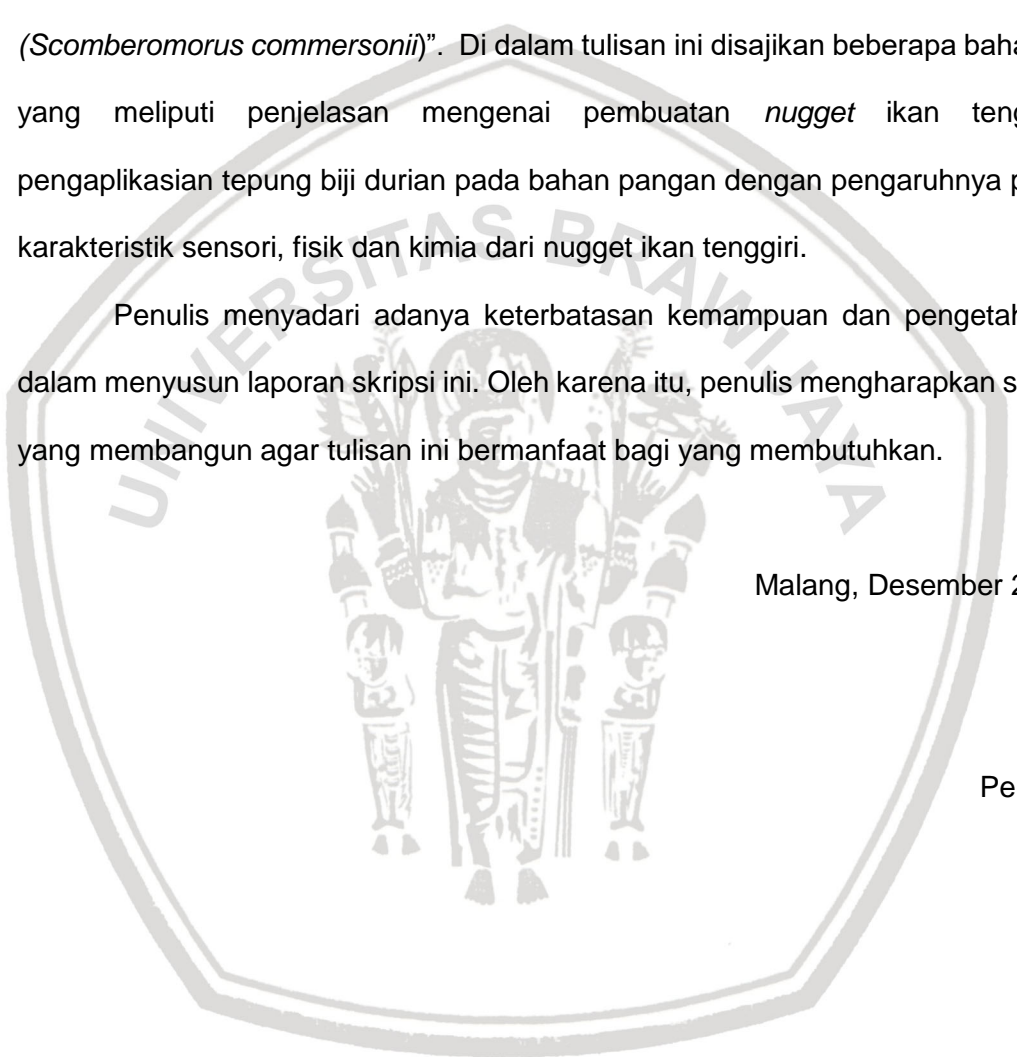 (Scomberomorus commersonii)”. Di dalam tulisan ini disajikan beberapa baha
yang meliputi penjelasan mengenai pembuatan nugget ikan teng
pengaplikasian tepung biji durian pada bahan pangan dengan pengaruhnya p
karakteristik sensori, fisik dan kimia dari nugget ikan tenggiri.
Penulis menyadari adanya keterbatasan kemampuan dan pengetah
dalam menyusun laporan skripsi ini. Oleh karena itu, penulis mengharapkan s
yang membangun agar tulisan ini bermanfaat bagi yang membutuhkan.
Malang, Desember 2
Pe
UNIVERSITAS BRAWIJAYA